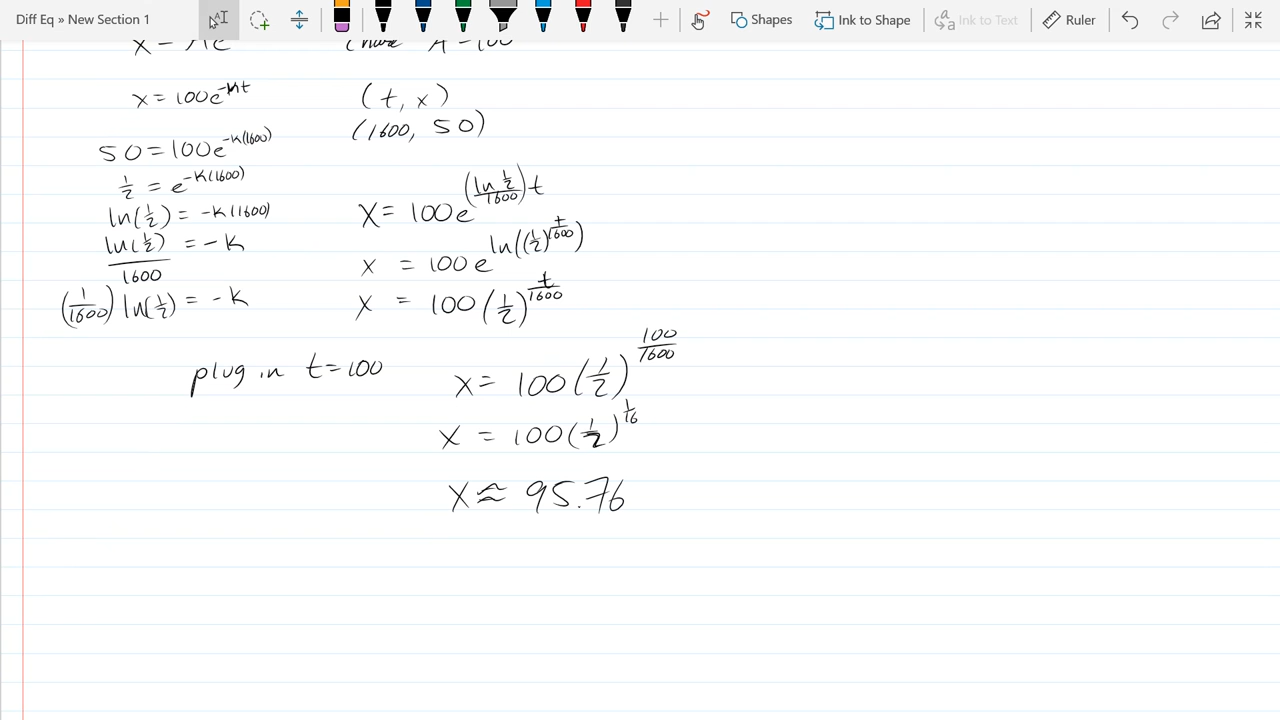 Diff Eq » New Section 1
Shapes
Ink to Shape
Ink to Text
Ruler
x = 100e^-kt
(t, x)
(1600, 50)
50 = 100e^-k(1600)
1/2 = e^-k(1600)
ln(1/2) = -k(1600)
ln(1/2)/1600 = -k
(1/1600) ln(1/2) = -k
x = 100e^(ln 1/2 / 1600)t
x = 100e^ln((1/2)^t/1600)
x = 100(1/2)^t/1600
plug in t=100
x = 100(1/2)^100/1600
x = 100(1/2)^1/16
x ≈ 95.76